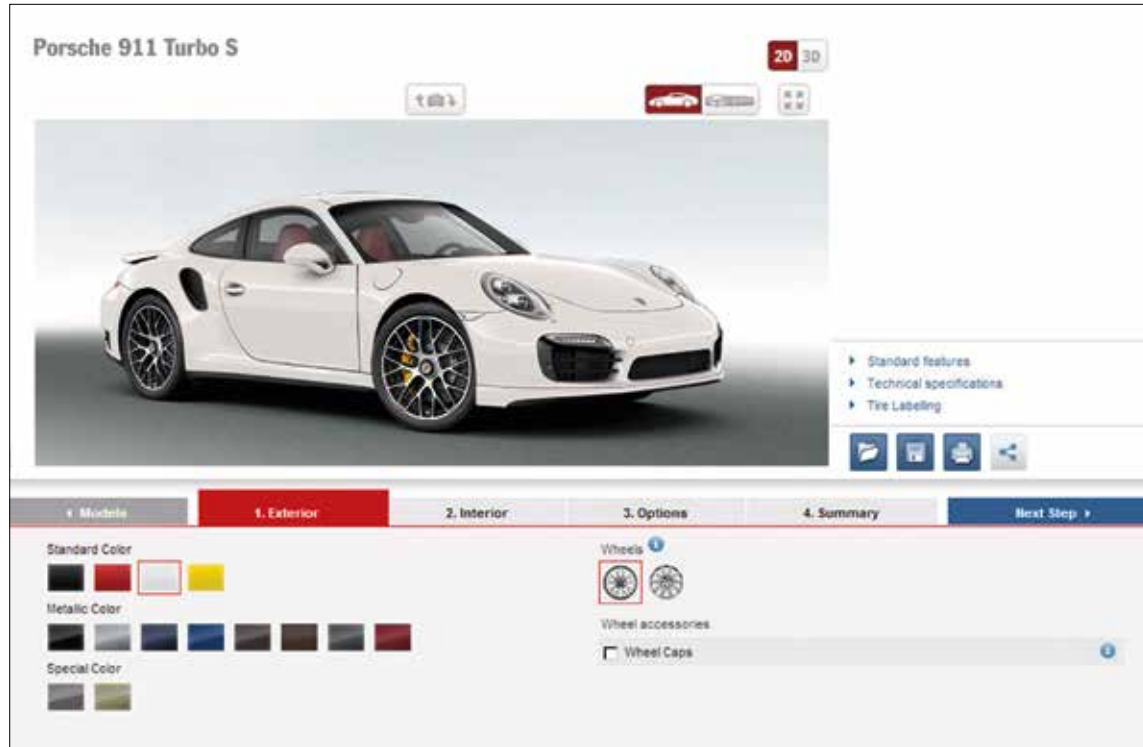 Porsche 911 Turbo S
2D 3D
Standard features
Technical specifications
Tire Labelling
Models
1. Exterior
2. Interior
3. Options
4. Summary
Next Step
Standard Color
Wheels
Metallic Color
Wheel accessories
Wheel Caps
Special Color